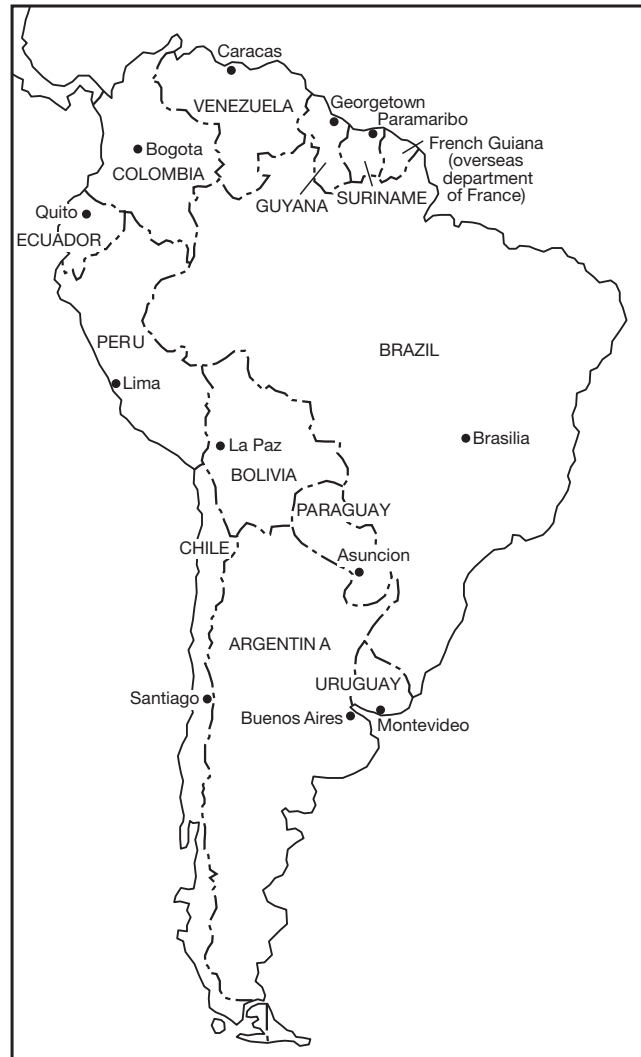 Caracas
VENEZUELA
Georgetown
Paramaribo
French Guiana
(overseas
department
of France)
Bogota
COLOMBIA
GUYANA
SURINAME
Quito
ECUADOR
PERU
BRAZIL
Lima
Brasilia
La Paz
BOLIVIA
PARAGUAY
CHILE
Asuncion
ARGENTIN A
URUGUAY
Santiago
Buenos Aires
Montevideo